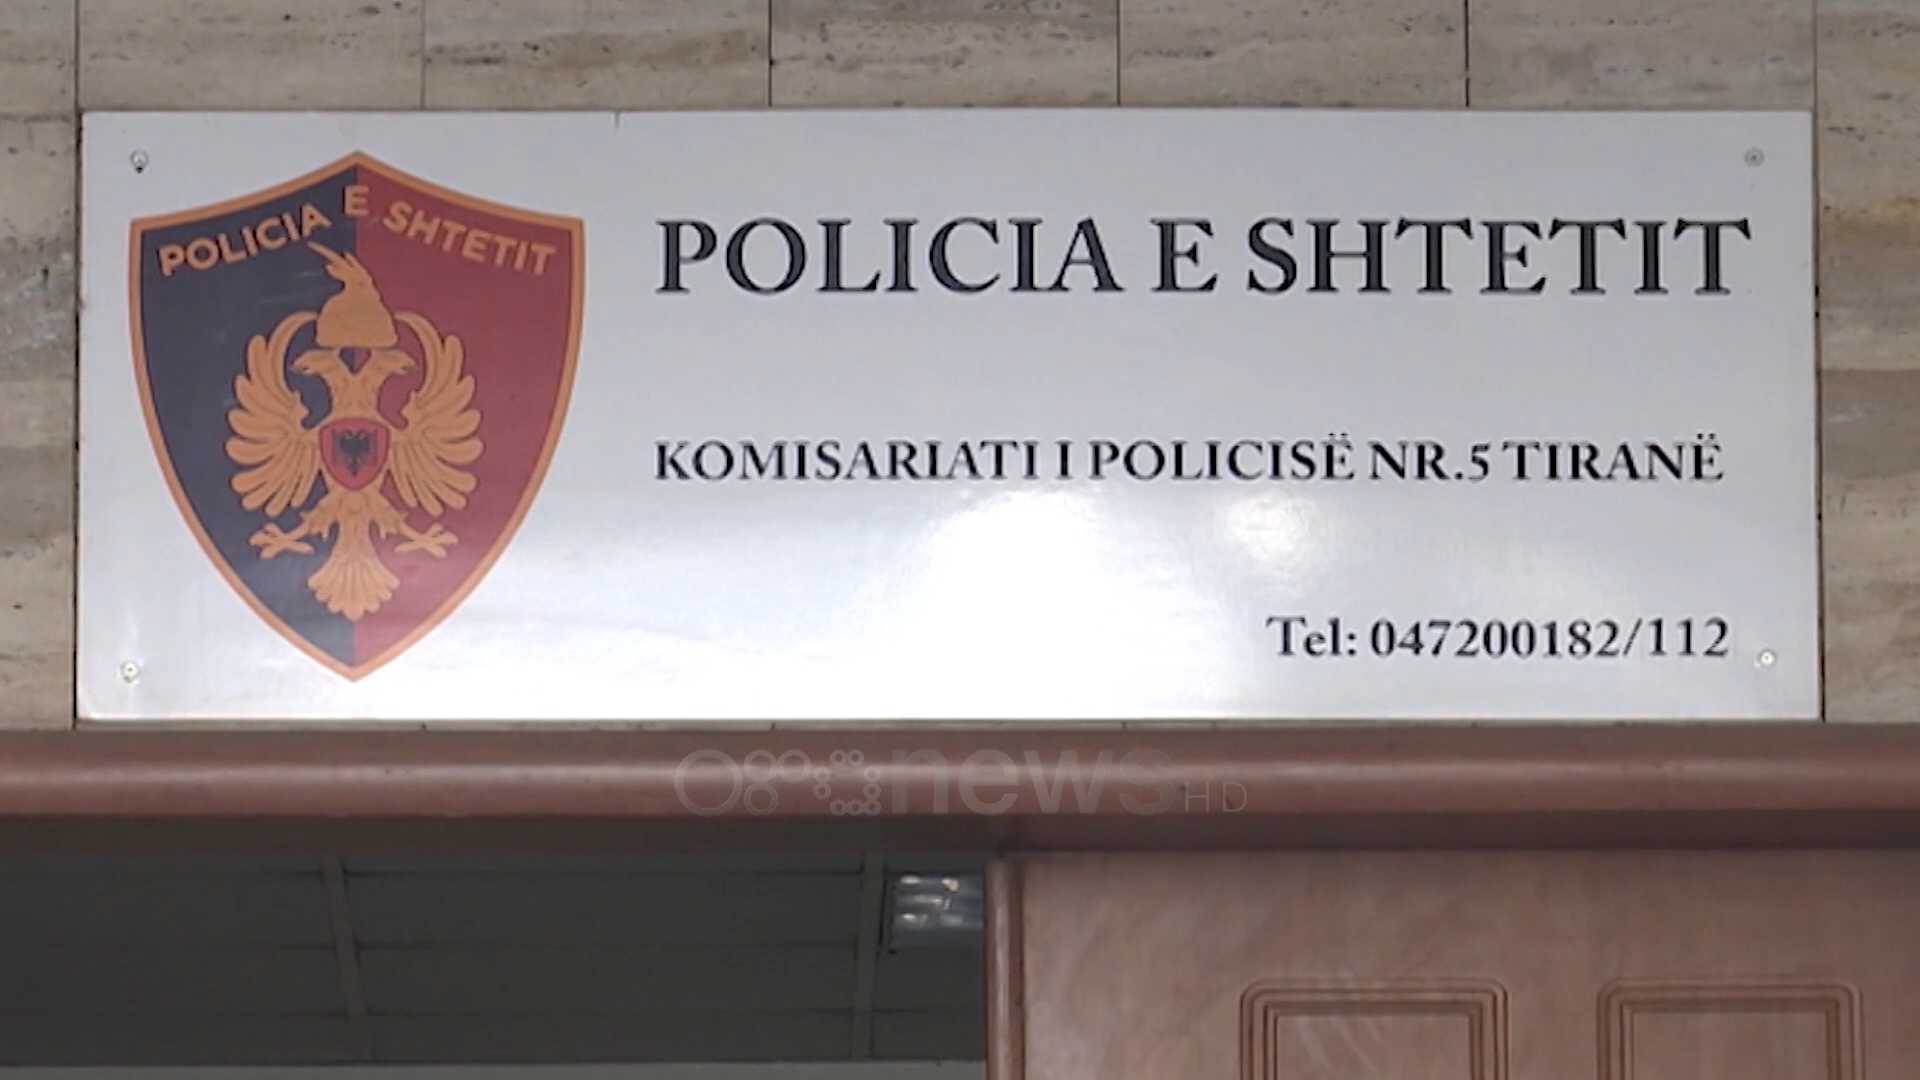 POLICIA E SHTETIT
POLICIA E SHTETIT
KOMISARIATI I POLICISË NR.5 TIRANË
Tel: 047200182/112
news HD